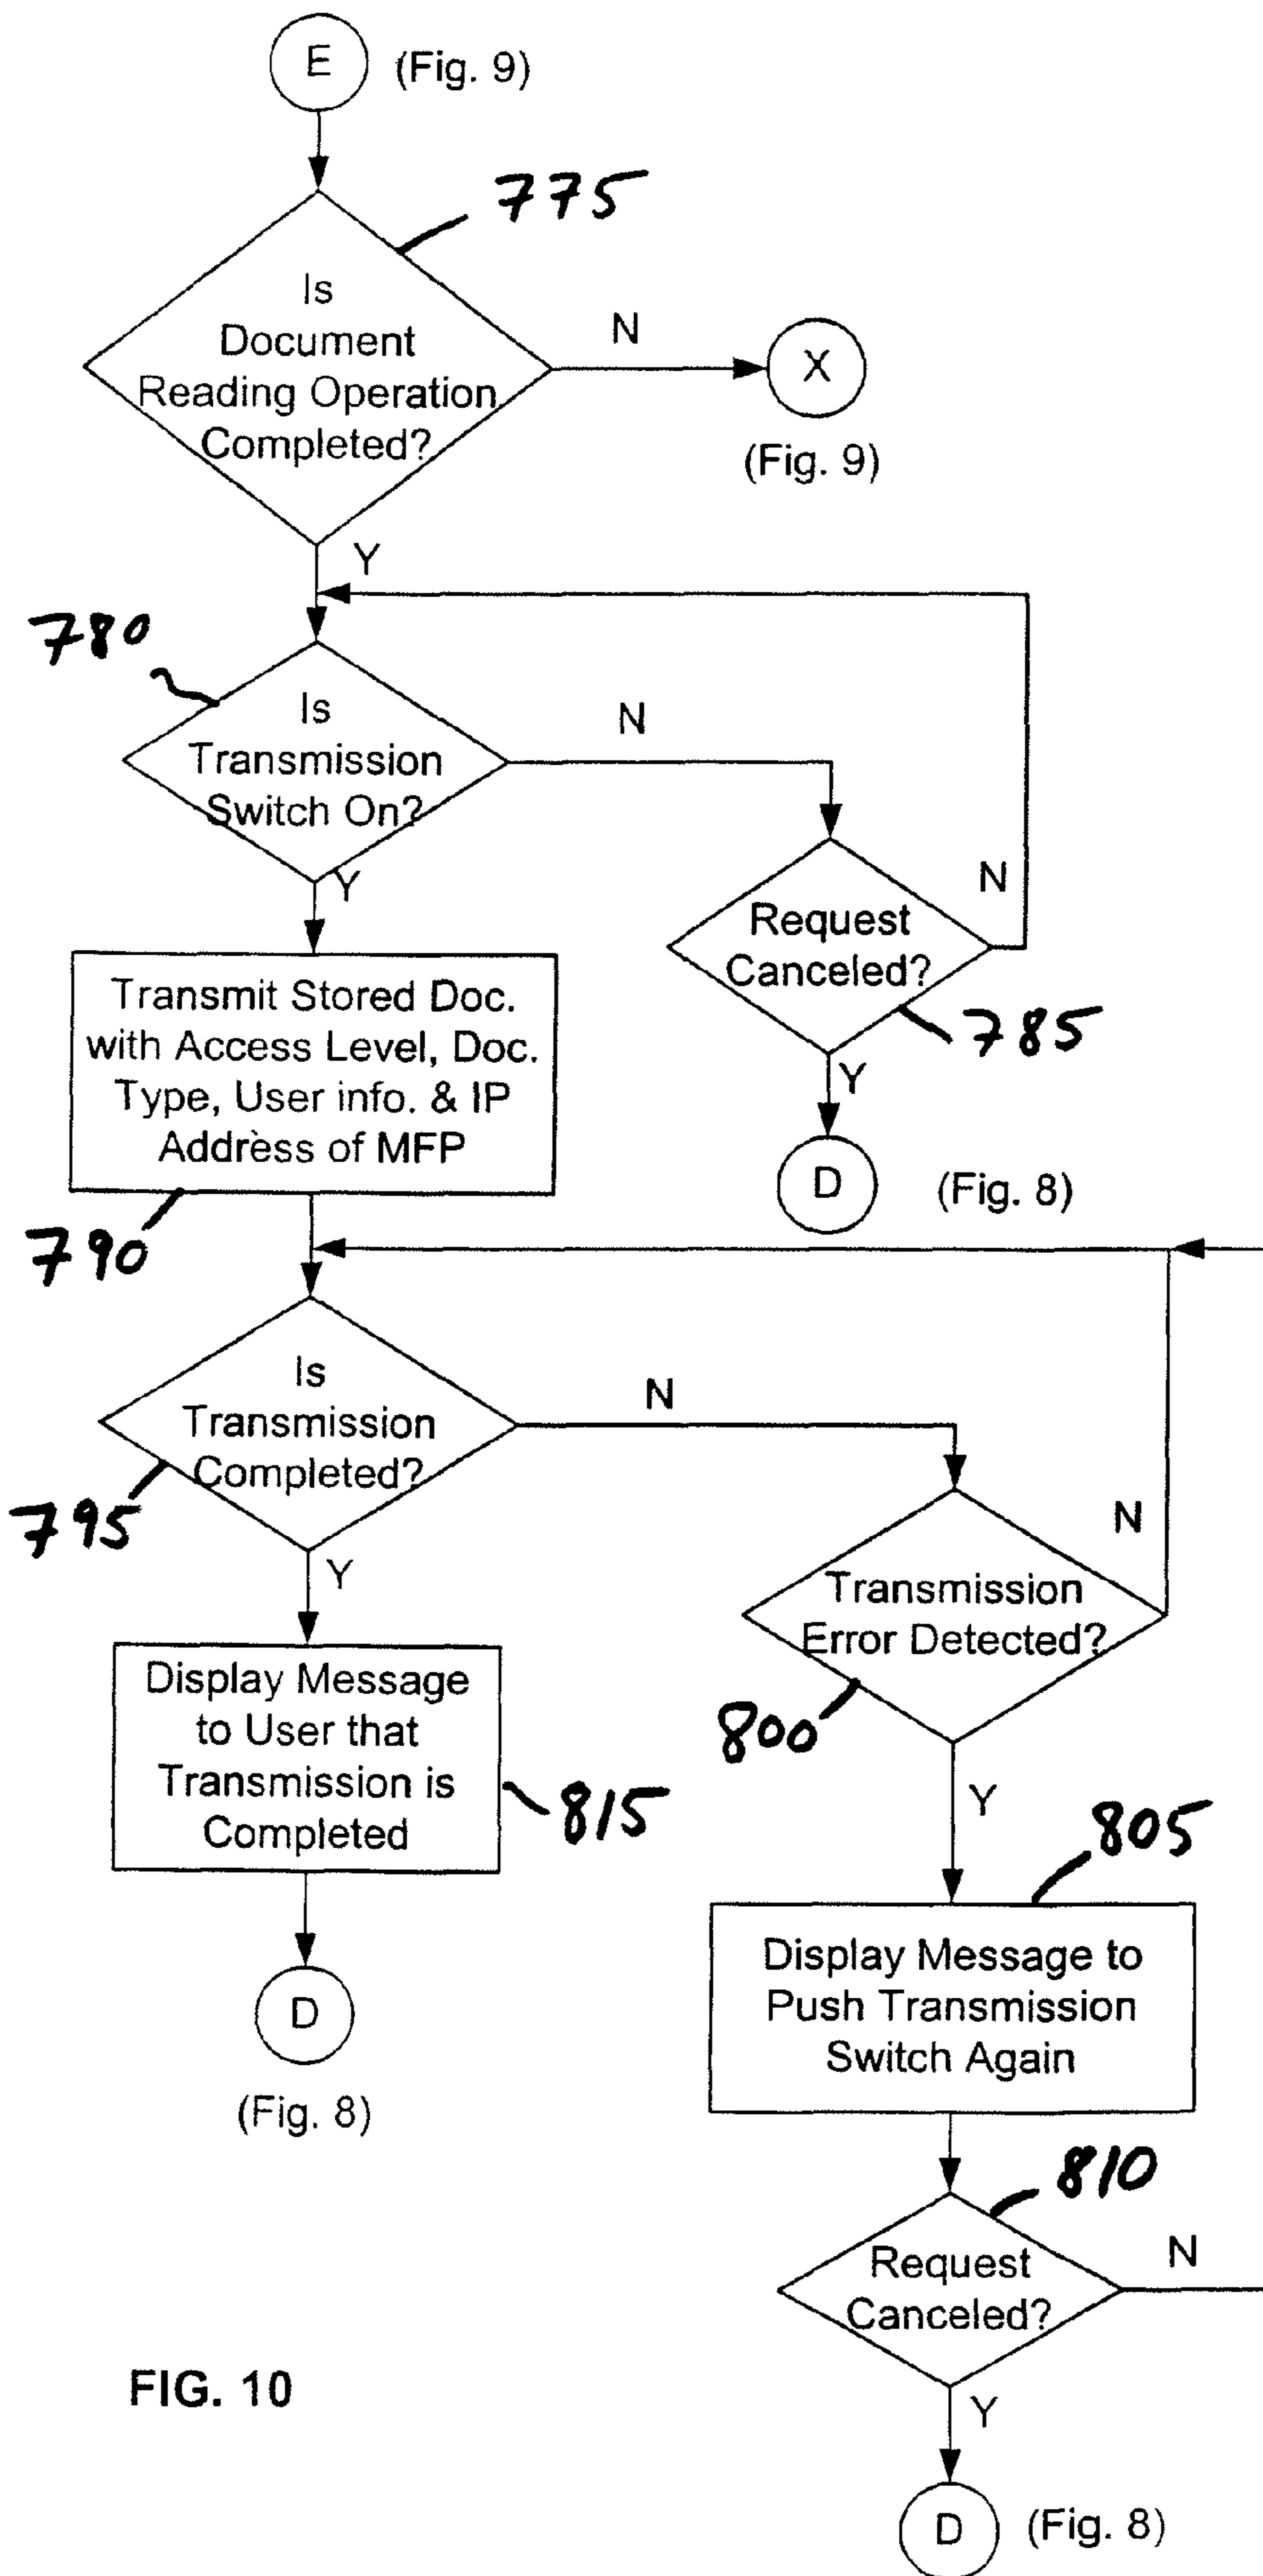 E (Fig. 9)
775
Is
Document
Reading Operation
Completed?
N
X
(Fig. 9)
Y
780
Is
Transmission
Switch On?
N
Y
Request
Canceled?
N
785
Y
D (Fig. 8)
Transmit Stored Doc.
with Access Level, Doc.
Type, User info. & IP
Address of MFP
790
Is
Transmission
Completed?
N
795
Y
Transmission
Error Detected?
N
800
Y
Display Message
to User that
Transmission is
Completed
815
D
(Fig. 8)
805
Display Message to
Push Transmission
Switch Again
810
Request
Canceled?
N
Y
D (Fig. 8)
FIG. 10